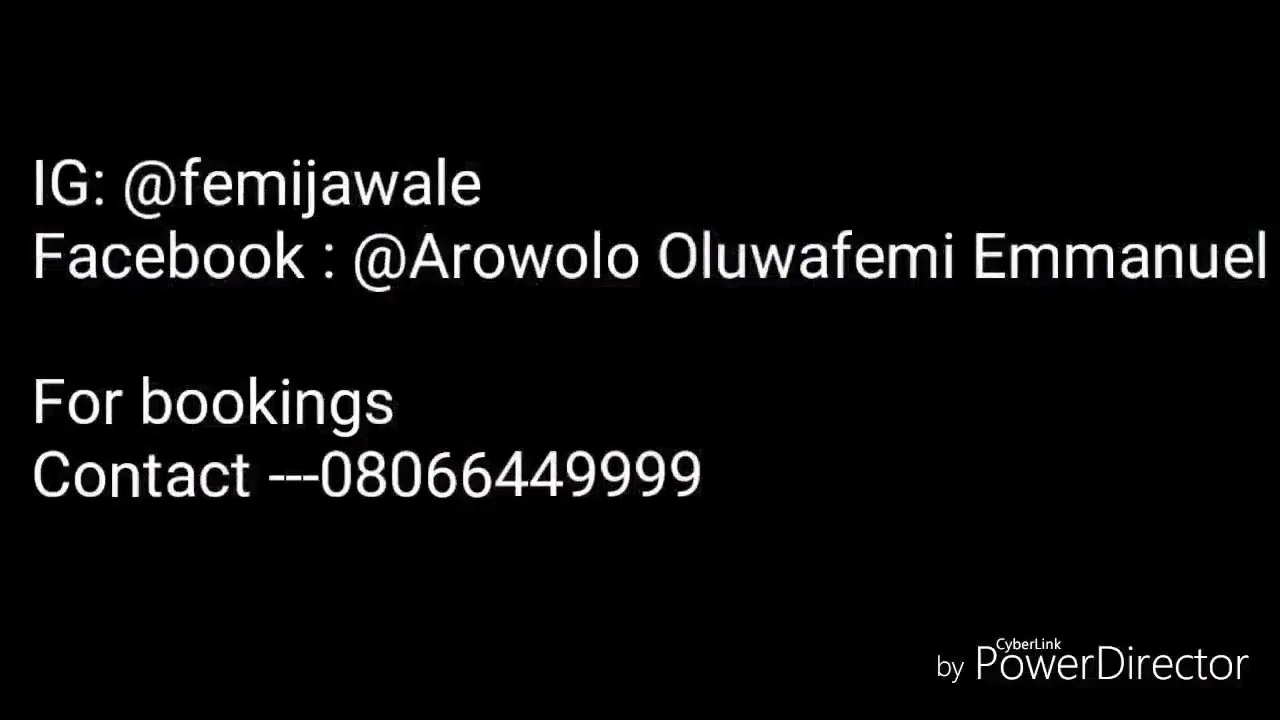 IG: @femijawale
Facebook : @Arowolo Oluwafemi Emmanuel
For bookings
Contact ---08066449999
CyberLink
by PowerDirector